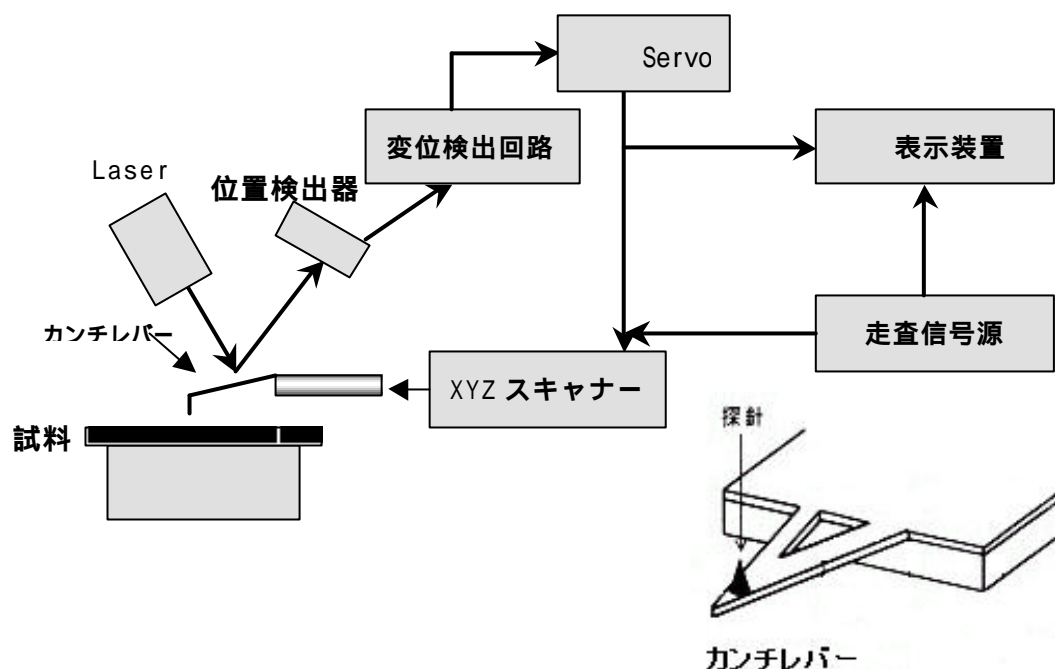 Servo
変位検出回路
表示装置
Laser
位置検出器
カンチレバー
走査信号源
XYZ スキャナー
試料
探針
カンチレバー